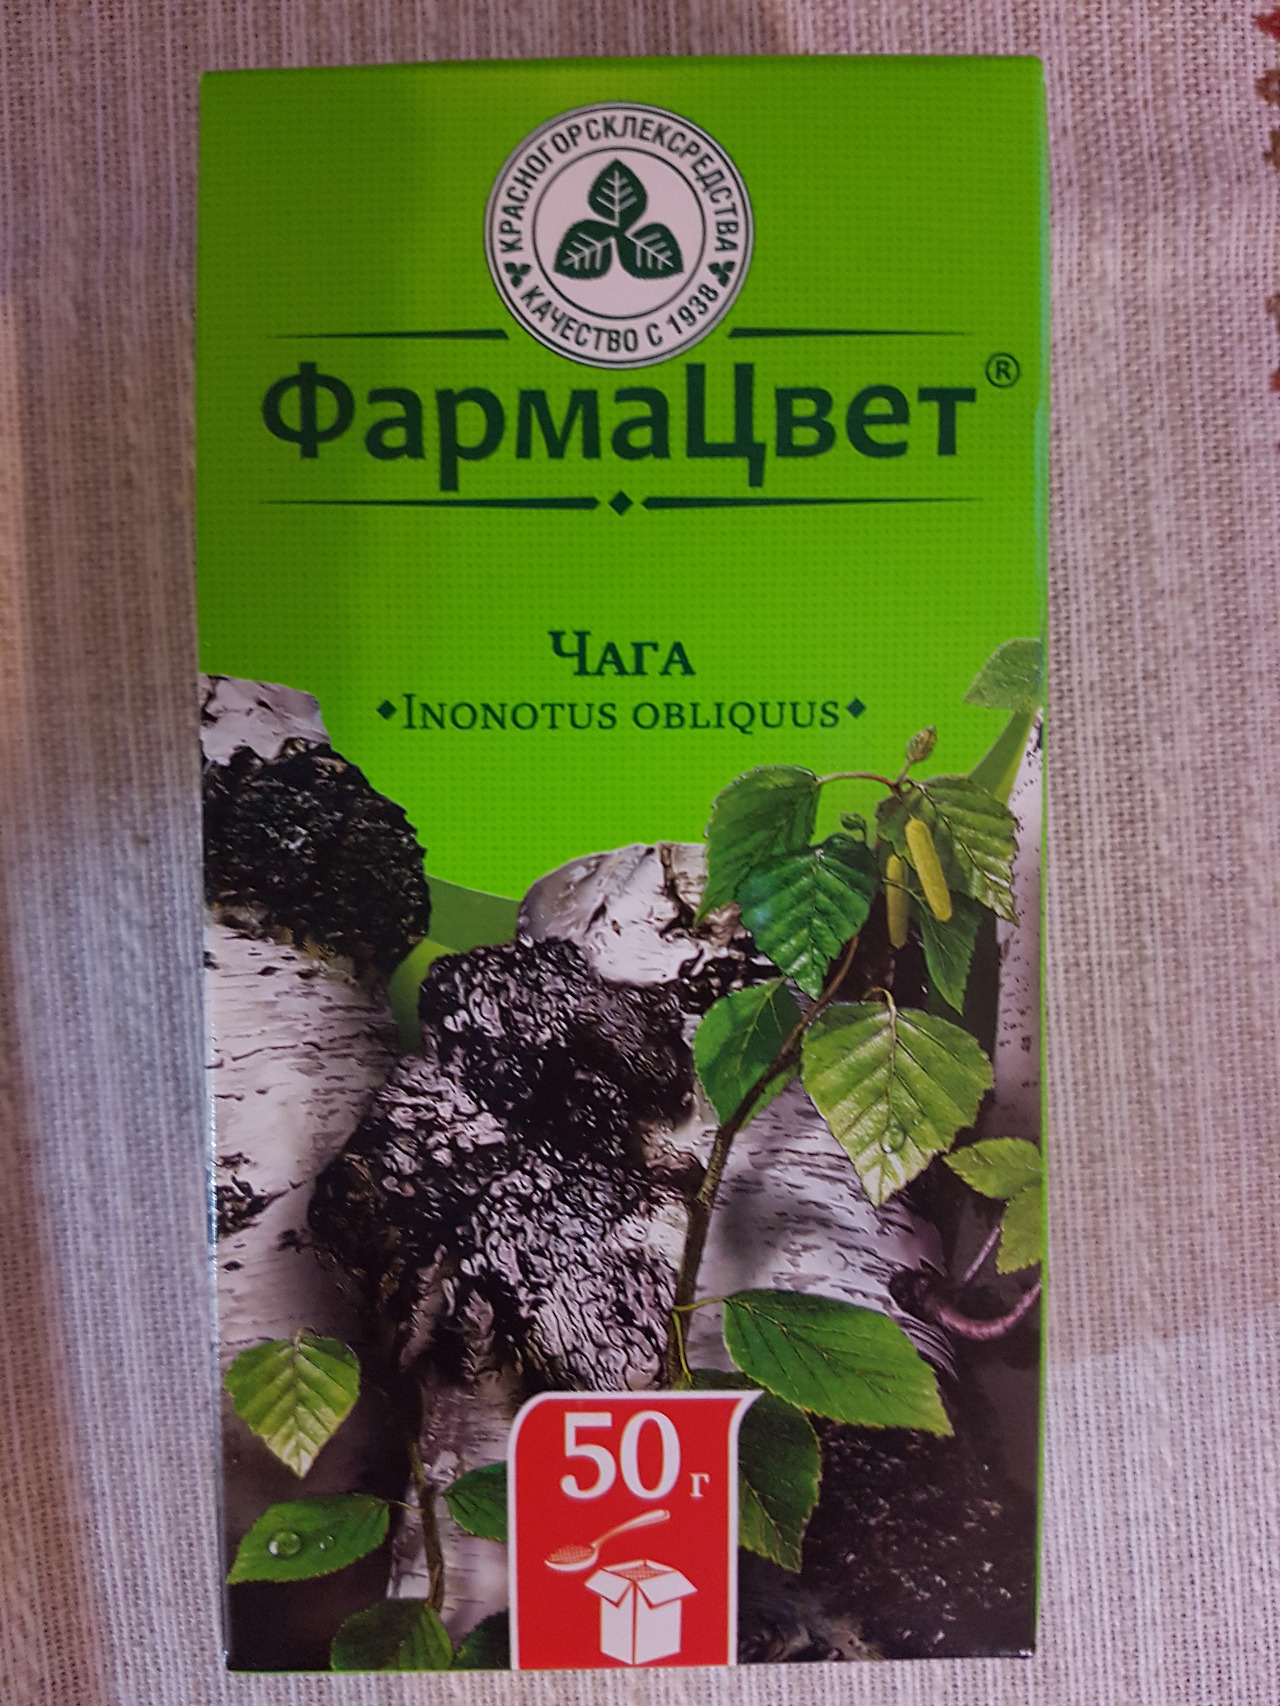 КРАСНОГОРСКЛЕКСРЕДСТВА
КАЧЕСТВО С 1938
ФармаЦвет®
Чага
Inonotus obliquus
50 г